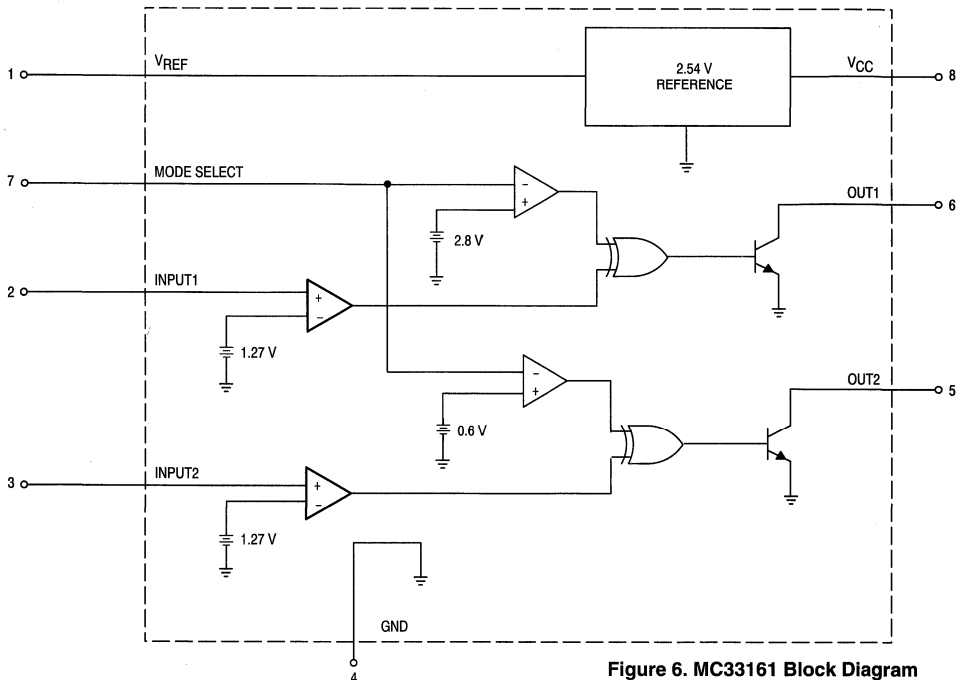 1
VREF
2.54 V
REFERENCE
VCC
8
7
MODE SELECT
−
+
2.8 V
OUT1
6
2
INPUT1
+
−
1.27 V
−
+
0.6 V
OUT2
5
3
INPUT2
+
−
1.27 V
GND
4
Figure 6. MC33161 Block Diagram